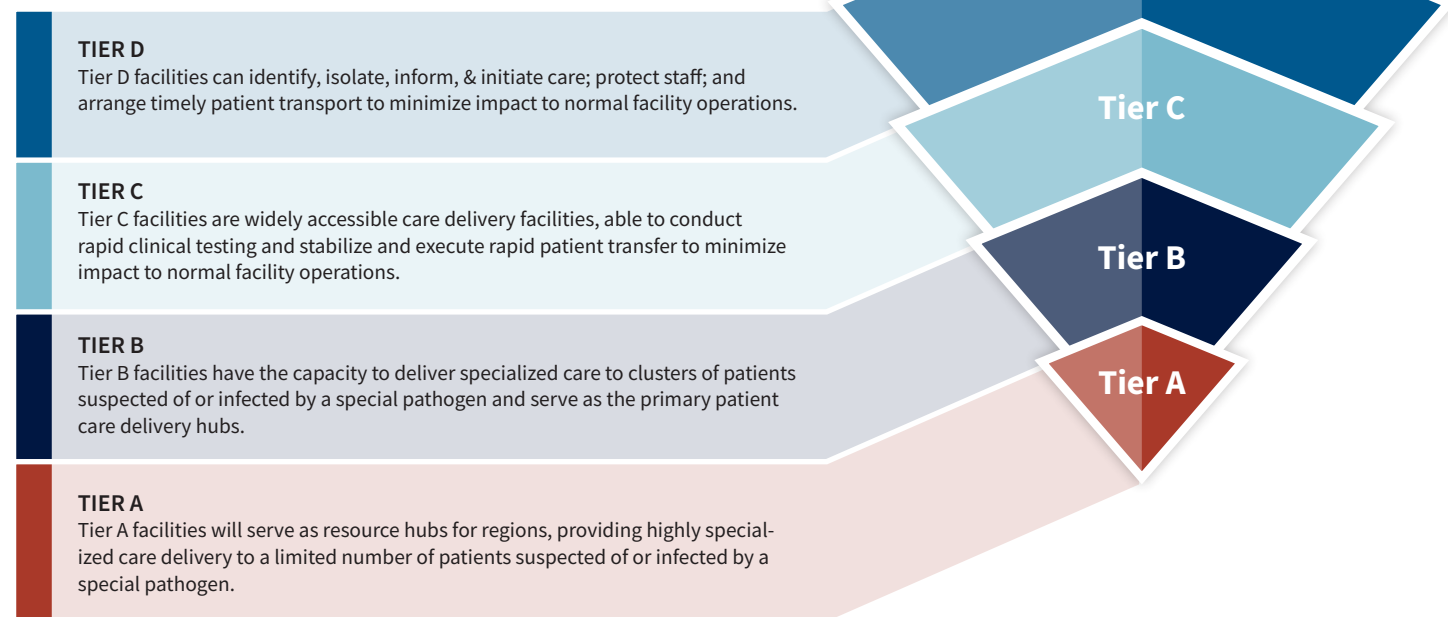 TIER D
Tier D facilities can identify, isolate, inform, & initiate care; protect staff; and
arrange timely patient transport to minimize impact to normal facility operations.
TIER C
Tier C facilities are widely accessible care delivery facilities, able to conduct
rapid clinical testing and stabilize and execute rapid patient transfer to minimize
impact to normal facility operations.
TIER B
Tier B facilities have the capacity to deliver specialized care to clusters of patients
suspected of or infected by a special pathogen and serve as the primary patient
care delivery hubs.
TIER A
Tier A facilities will serve as resource hubs for regions, providing highly special-
ized care delivery to a limited number of patients suspected of or infected by a
special pathogen.
Tier C
Tier B
Tier A